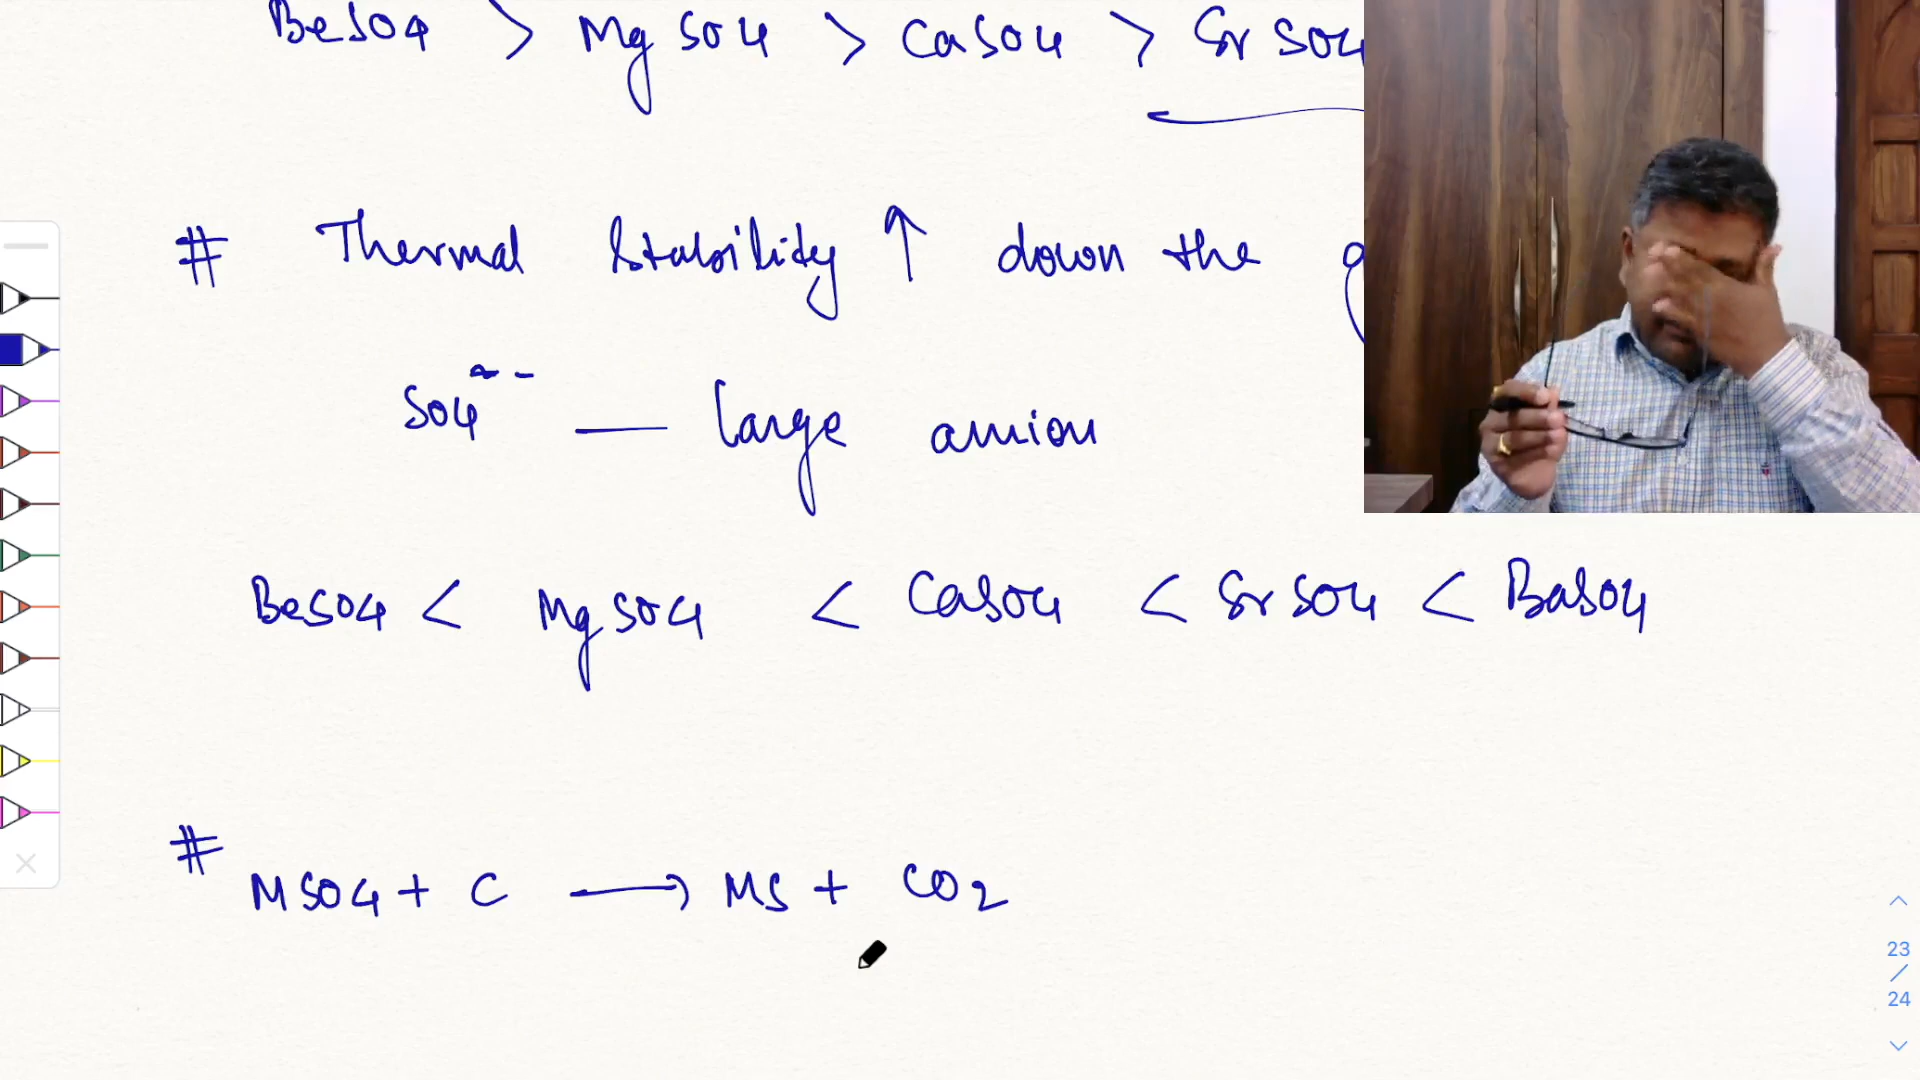 BeSO4 > MgSO4 > CaSO4 > SrSO4
# Thermal Stability ↑ down the
SO4-- — large anion
BeSO4 < MgSO4 < CaSO4 < SrSO4 < BaSO4
#
MSO4 + C ⟶ MS + CO2
23
/
24